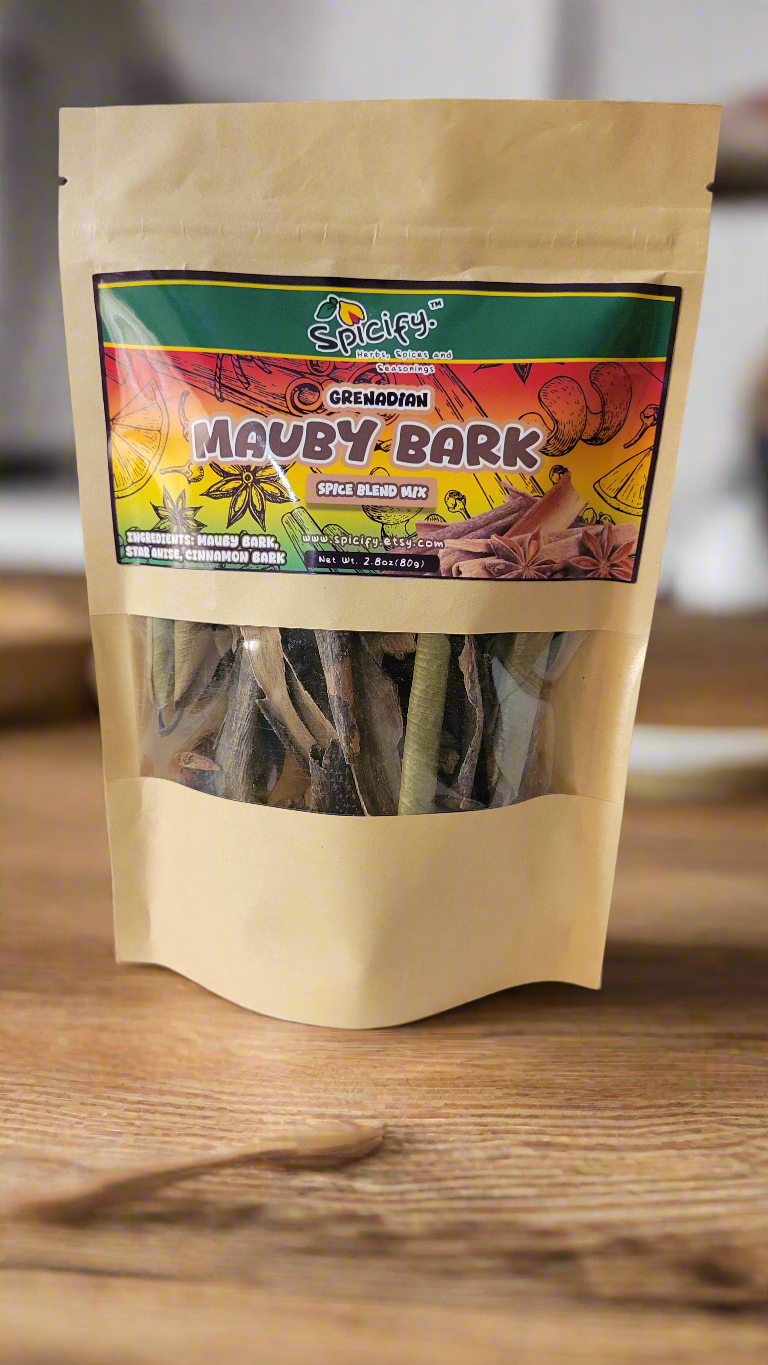 Spicify.™
Herbs, Spices and
Seasonings
GRENADIAN
MAUBY BARK
SPICE BLEND MIX
INGREDIENTS: MAUBY BARK,
STAR ANISE, CINNAMON BARK
www.spicify.etsy.com
Net Wt. 2.8oz(80g)